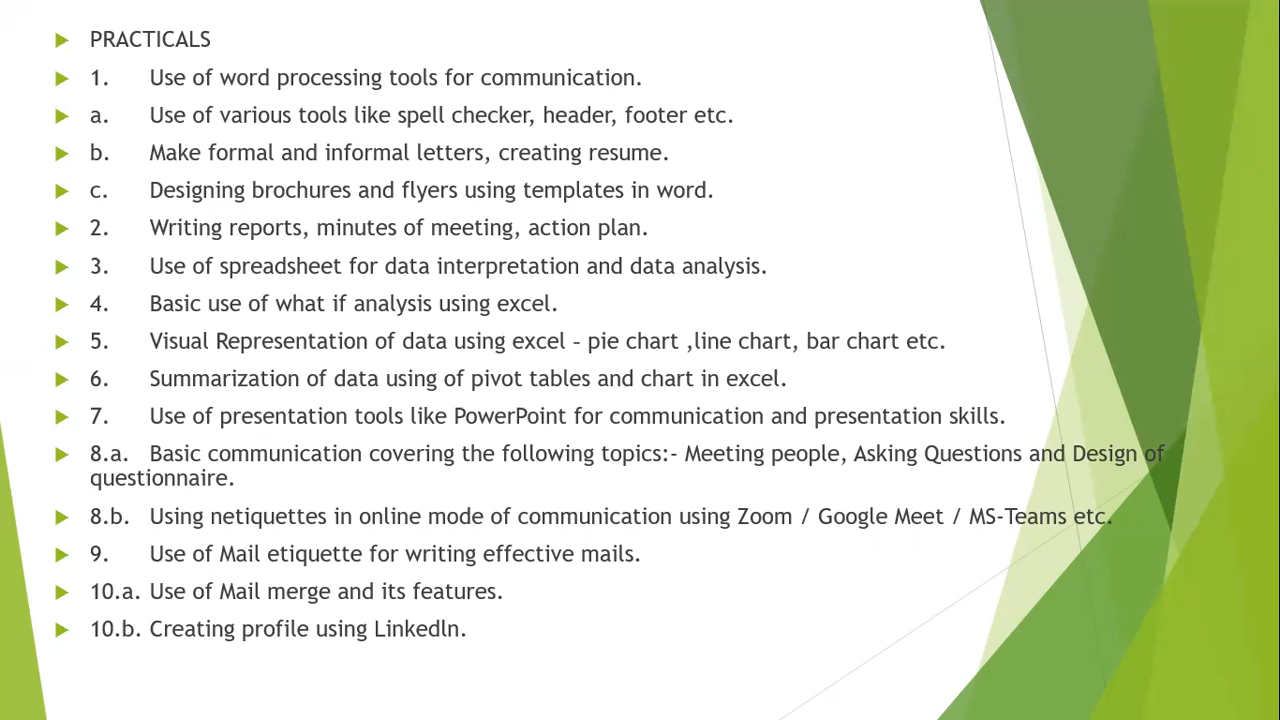 PRACTICALS
1. Use of word processing tools for communication.
a. Use of various tools like spell checker, header, footer etc.
b. Make formal and informal letters, creating resume.
c. Designing brochures and flyers using templates in word.
2. Writing reports, minutes of meeting, action plan.
3. Use of spreadsheet for data interpretation and data analysis.
4. Basic use of what if analysis using excel.
5. Visual Representation of data using excel – pie chart ,line chart, bar chart etc.
6. Summarization of data using of pivot tables and chart in excel.
7. Use of presentation tools like PowerPoint for communication and presentation skills.
8.a. Basic communication covering the following topics:- Meeting people, Asking Questions and Design of
questionnaire.
8.b. Using netiquettes in online mode of communication using Zoom / Google Meet / MS-Teams etc.
9. Use of Mail etiquette for writing effective mails.
10.a. Use of Mail merge and its features.
10.b. Creating profile using Linkedln.